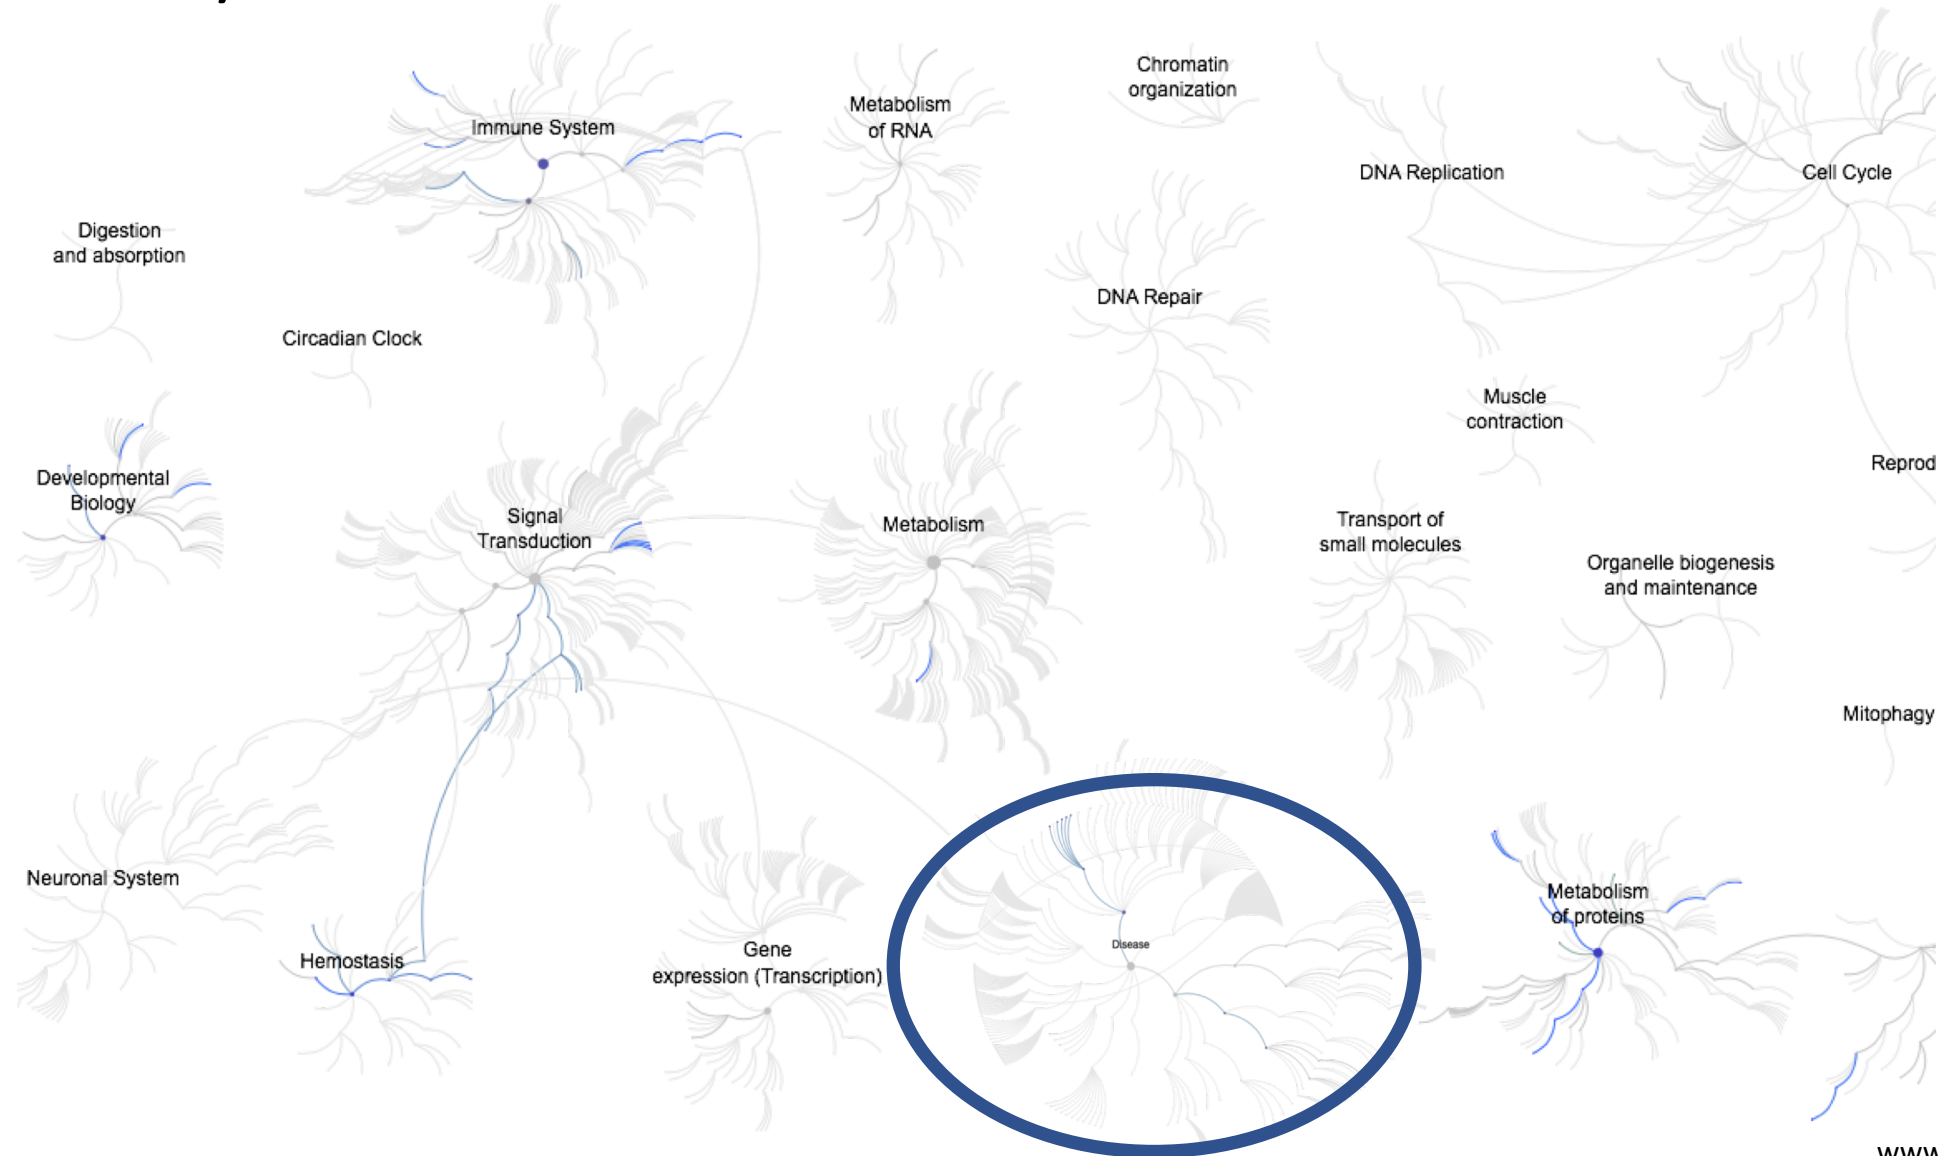 Chromatin
organization
Metabolism
of RNA
Immune System
DNA Replication
Cell Cycle
Digestion
and absorption
DNA Repair
Circadian Clock
Muscle
contraction
Reprod
Developmental
Biology
Signal
Transduction
Metabolism
Transport of
small molecules
Organelle biogenesis
and maintenance
Mitophagy
Neuronal System
Metabolism
of proteins
Hemostasis
Gene
expression (Transcription)
Disease
www